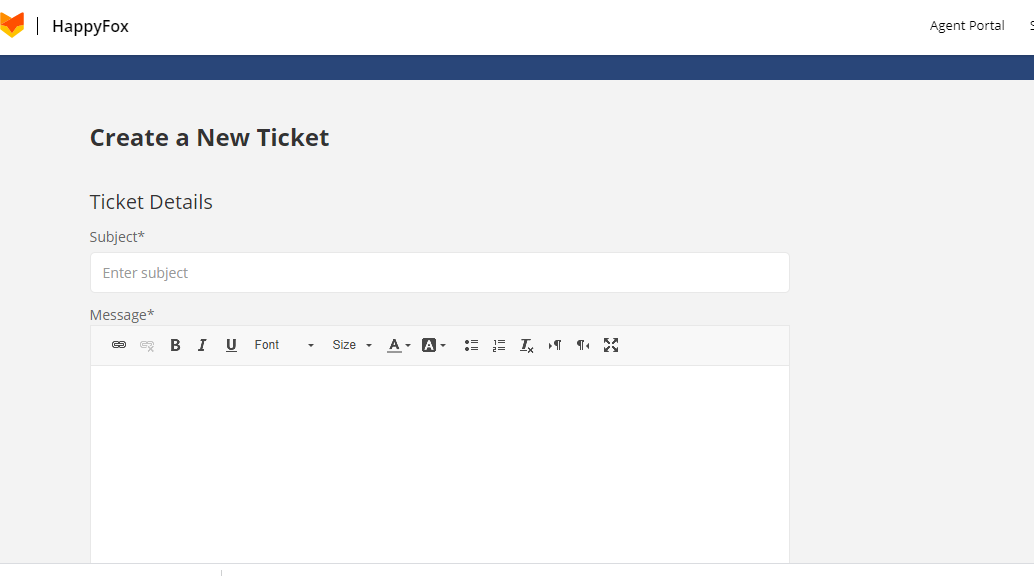 HappyFox
Agent Portal
Create a New Ticket
Ticket Details
Subject*
Enter subject
Message*
B I U Font Size A A